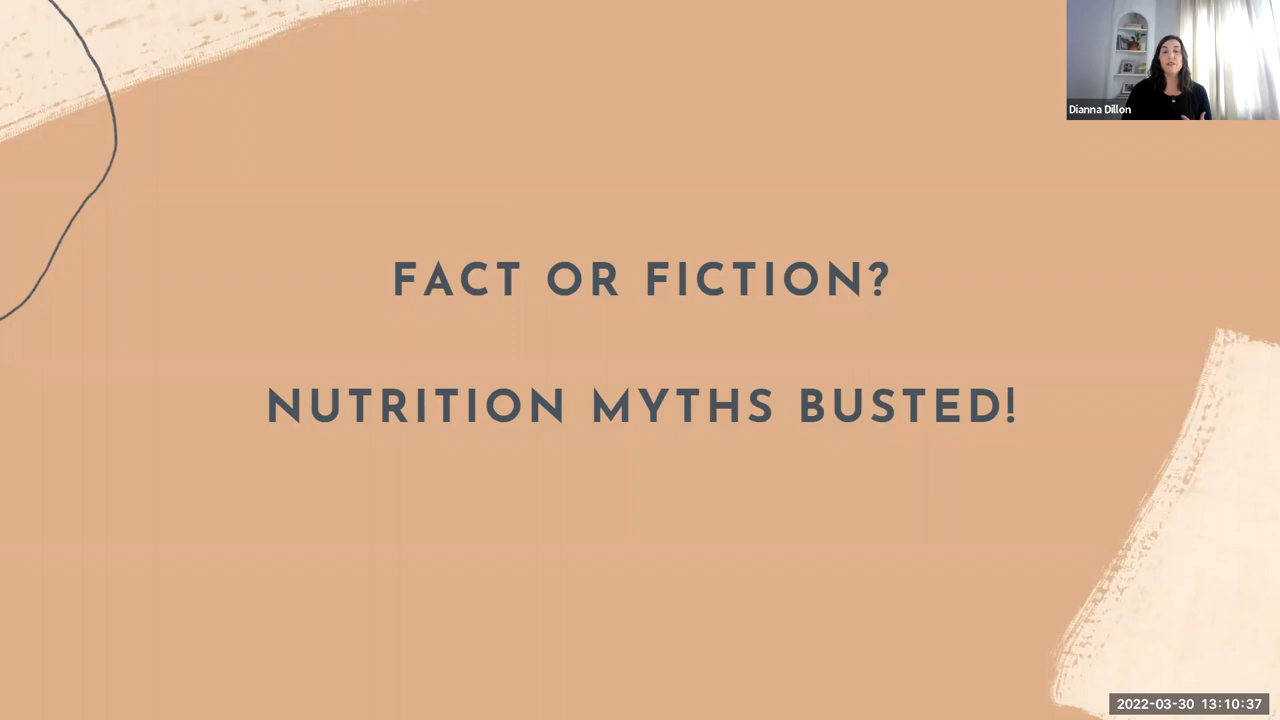 Dianna Dillon
FACT OR FICTION?
NUTRITION MYTHS BUSTED!
2022-03-30 13:10:37